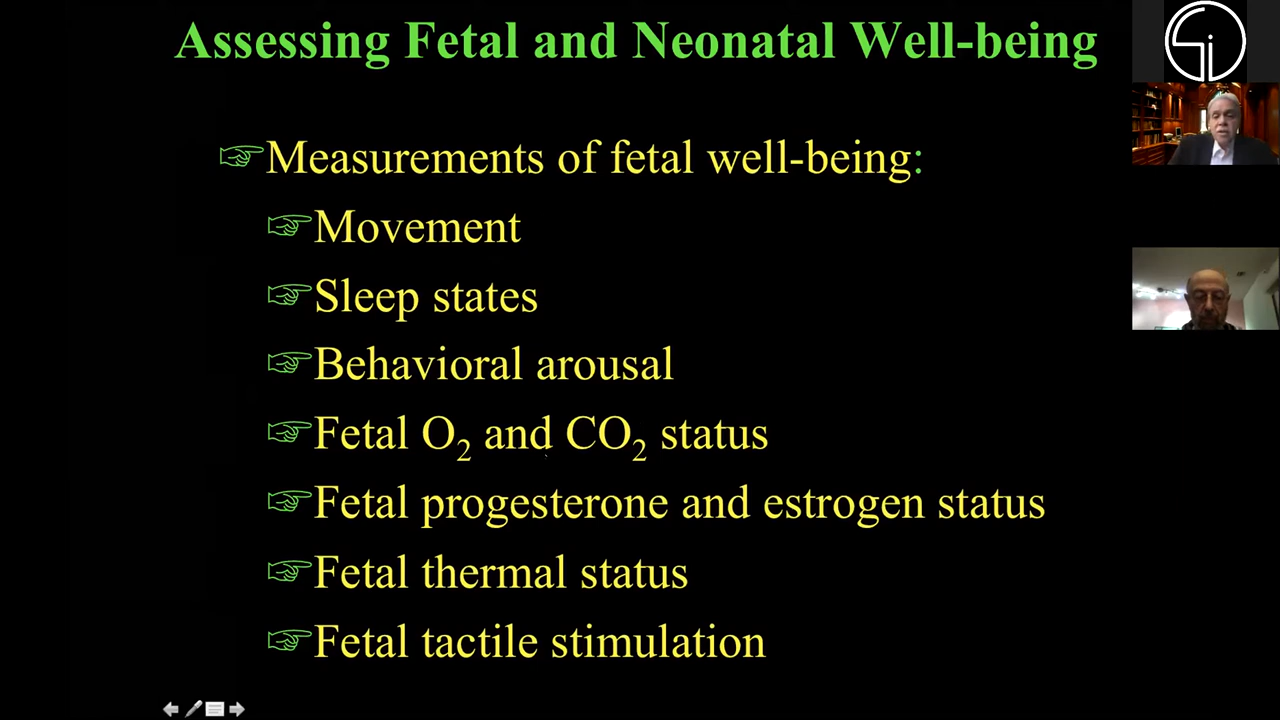 Assessing Fetal and Neonatal Well-being
☞Measurements of fetal well-being:
☞Movement
☞Sleep states
☞Behavioral arousal
☞Fetal O₂ and CO₂ status
☞Fetal progesterone and estrogen status
☞Fetal thermal status
☞Fetal tactile stimulation